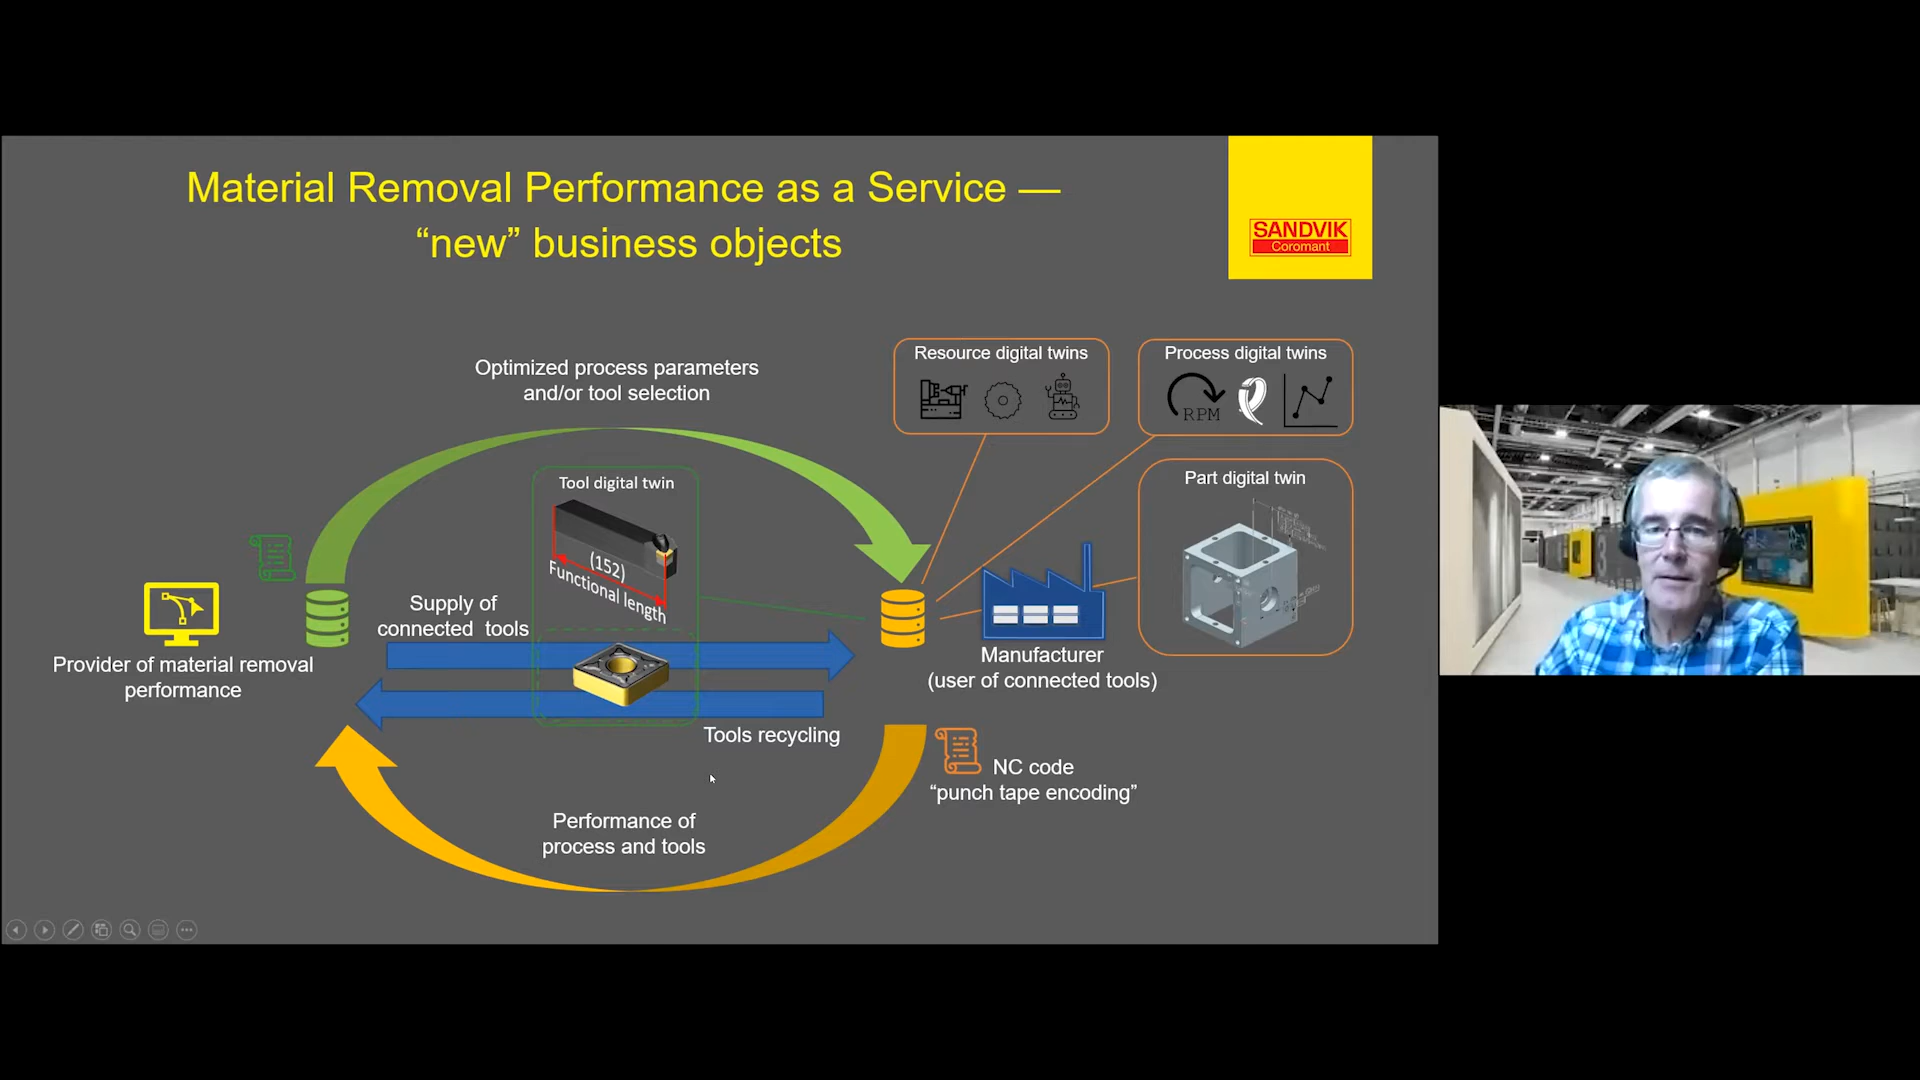 Material Removal Performance as a Service —
“new” business objects
SANDVIK
Coromant
Optimized process parameters
and/or tool selection
Resource digital twins
Process digital twins
RPM
Tool digital twin
(152)
Functional length
Part digital twin
Supply of
connected tools
Provider of material removal
performance
Manufacturer
(user of connected tools)
Tools recycling
NC code
“punch tape encoding”
Performance of
process and tools